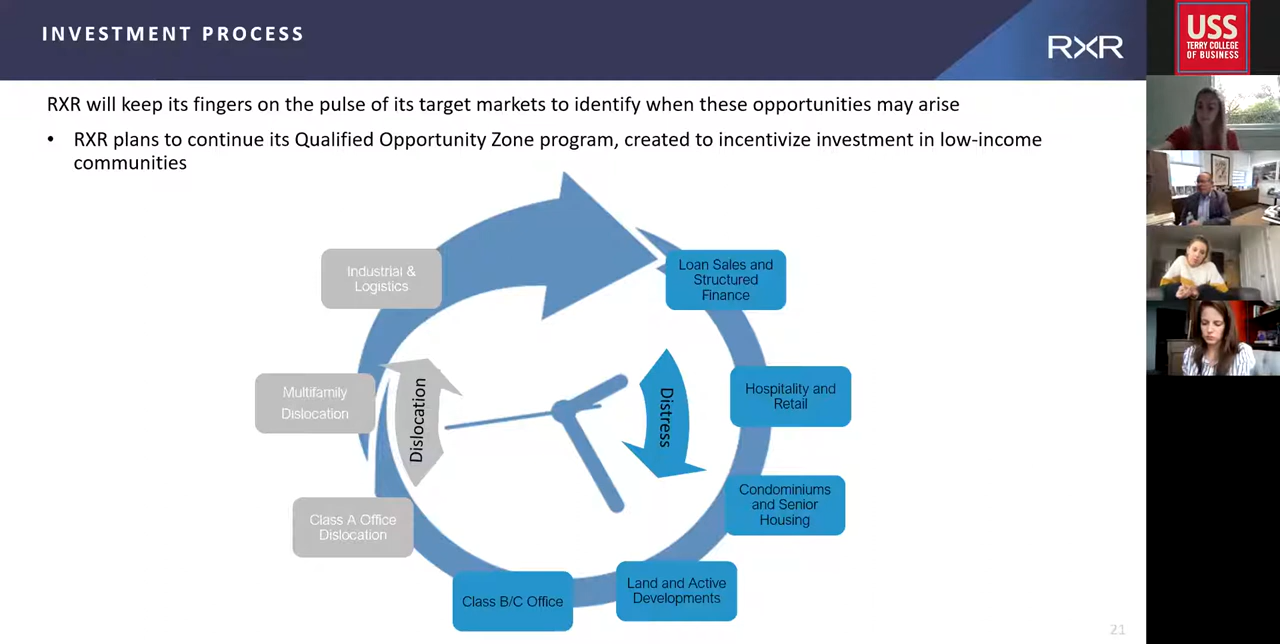 INVESTMENT PROCESS
RXR
USS
TERRY COLLEGE
OF BUSINESS
RXR will keep its fingers on the pulse of its target markets to identify when these opportunities may arise
• RXR plans to continue its Qualified Opportunity Zone program, created to incentivize investment in low-income
communities
Industrial &
Logistics
Loan Sales and
Structured
Finance
Multifamily
Dislocation
Dislocation
Distress
Hospitality and
Retail
Class A Office
Dislocation
Condominiums
and Senior
Housing
Class B/C Office
Land and Active
Developments
21